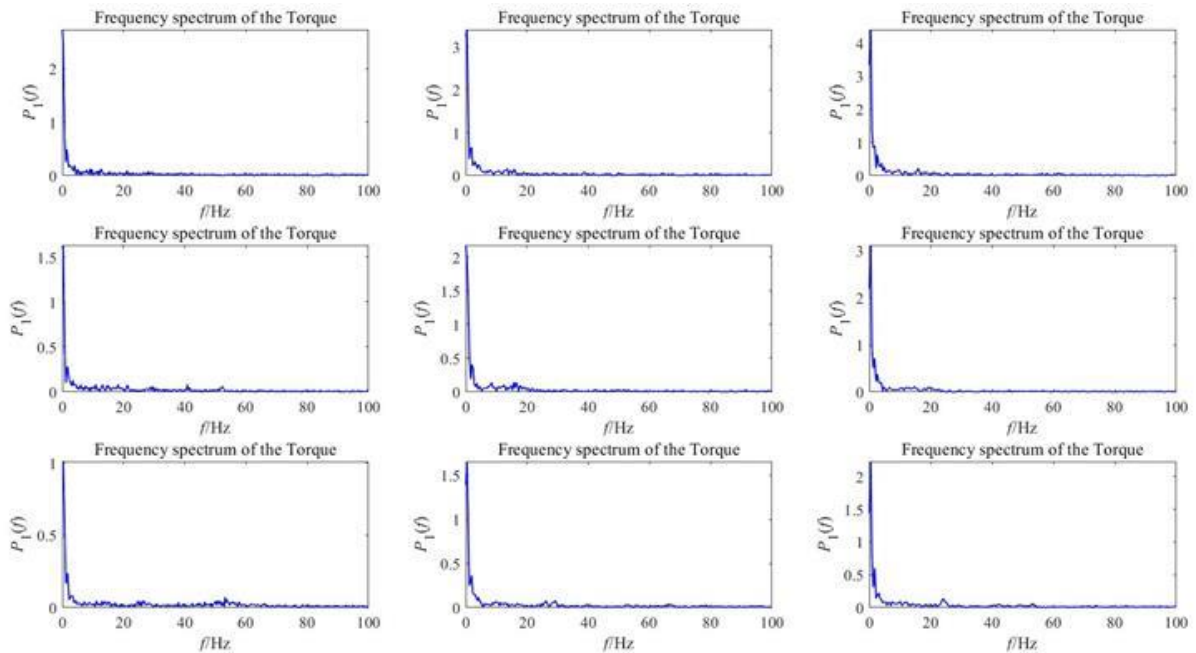 Frequency spectrum of the Torque Frequency spectrum of the Torque Frequency spectrum of the Torque
P1(f) P1(f) P1(f)
2 3 4
1 2 3
0 1 2
0 1
0
0 20 40 60 80 100 0 20 40 60 80 100 0 20 40 60 80 100
f/Hz f/Hz f/Hz
Frequency spectrum of the Torque Frequency spectrum of the Torque Frequency spectrum of the Torque
P1(f) P1(f) P1(f)
1.5 2 3
1 1.5 2
0.5 1 1
0 0.5 0
0
0 20 40 60 80 100 0 20 40 60 80 100 0 20 40 60 80 100
f/Hz f/Hz f/Hz
Frequency spectrum of the Torque Frequency spectrum of the Torque Frequency spectrum of the Torque
P1(f) P1(f) P1(f)
1 1.5 2
0.5 1 1.5
0 0.5 1
0 0.5
0
0 20 40 60 80 100 0 20 40 60 80 100 0 20 40 60 80 100
f/Hz f/Hz f/Hz